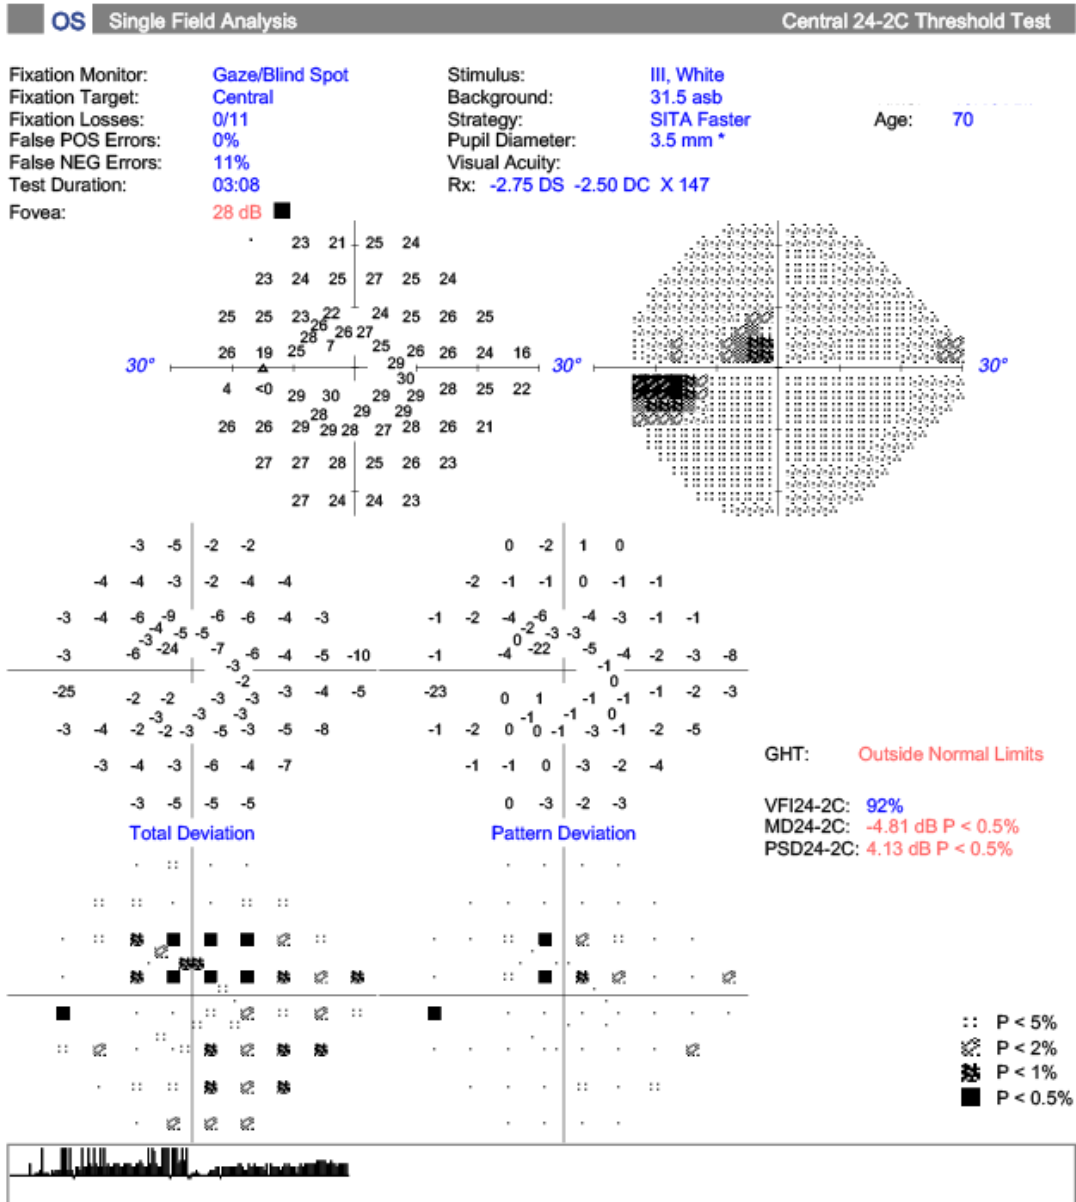 OS Single Field Analysis Central 24-2C Threshold Test
Fixation Monitor: Gaze/Blind Spot Stimulus: III, White
Fixation Target: Central Background: 31.5 asb
Fixation Losses: 0/11 Strategy: SITA Faster Age: 70
False POS Errors: 0% Pupil Diameter: 3.5 mm *
False NEG Errors: 11% Visual Acuity:
Test Duration: 03:08 Rx: -2.75 DS -2.50 DC X 147
Fovea: 28 dB
23 21 25 24
23 24 25 27 25 24
25 25 23 22 24 25 26 25
26 26 27
28 7 25
30° 26 19 25 29 26 26 24 16 30° 30°
30
4 <0 29 30 29 29 28 25 22
28 29 29
26 26 29 29 28 27 28 26 21
27 27 28 25 26 23
27 24 24 23
-3 -5 -2 -2 0 -2 1 0
-4 -4 -3 -2 -4 -4 -2 -1 -1 0 -1 -1
-3 -4 -6 -9 -6 -6 -4 -3 -1 -2 -4 -6 -4 -3 -1 -1
-4 -5 -5 -2 -3 -3
-3 -24 -7 0 -22 -5
-3 -6 -3 -6 -4 -5 -10 -1 -4 -1 -4 -2 -3 -8
-2 0
-25 -2 -2 -3 -3 -3 -4 -5 -23 0 1 -1 -1 -1 -2 -3
-3 -3 -3 -1 -1 0
-3 -4 -2 -2 -3 -5 -3 -5 -8 -1 -2 0 0 -1 -3 -1 -2 -5
-3 -4 -3 -6 -4 -7 -1 -1 0 -3 -2 -4
-3 -5 -5 -5 0 -3 -2 -3
Total Deviation Pattern Deviation
GHT: Outside Normal Limits
VFI24-2C: 92%
MD24-2C: -4.81 dB P < 0.5%
PSD24-2C: 4.13 dB P < 0.5%
P < 5%
P < 2%
P < 1%
P < 0.5%